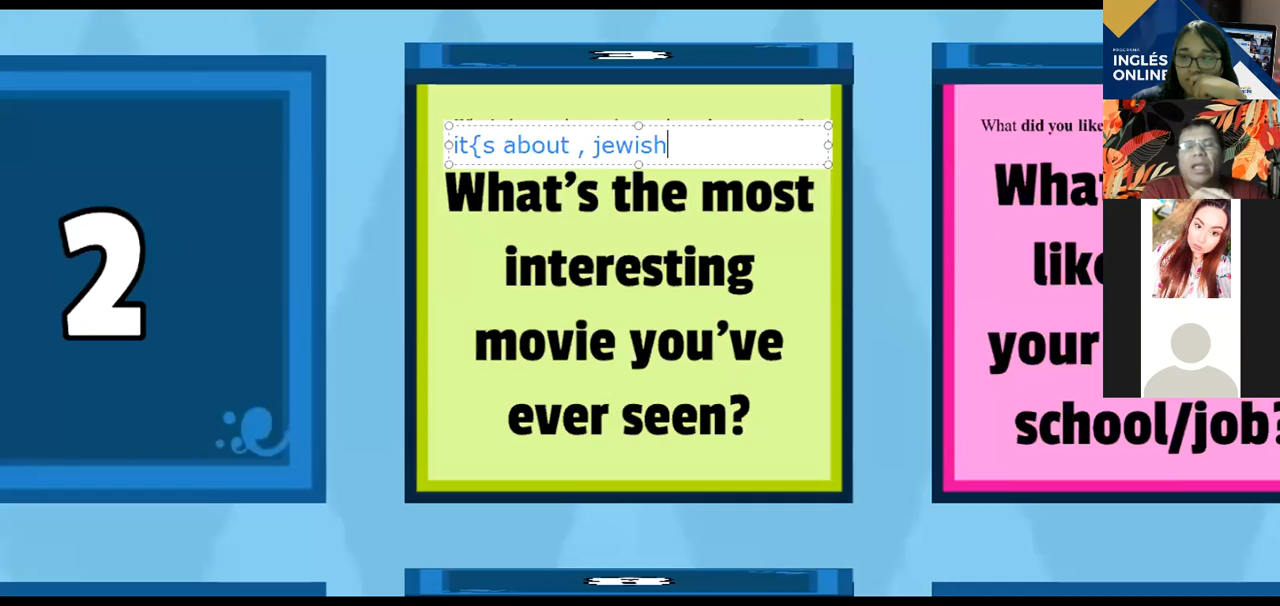 2
it{s about , jewish
What's the most
interesting
movie you've
ever seen?
What did you like
What
like
your
school/job?
PROGRAMA
INGLÉS
ONLINE